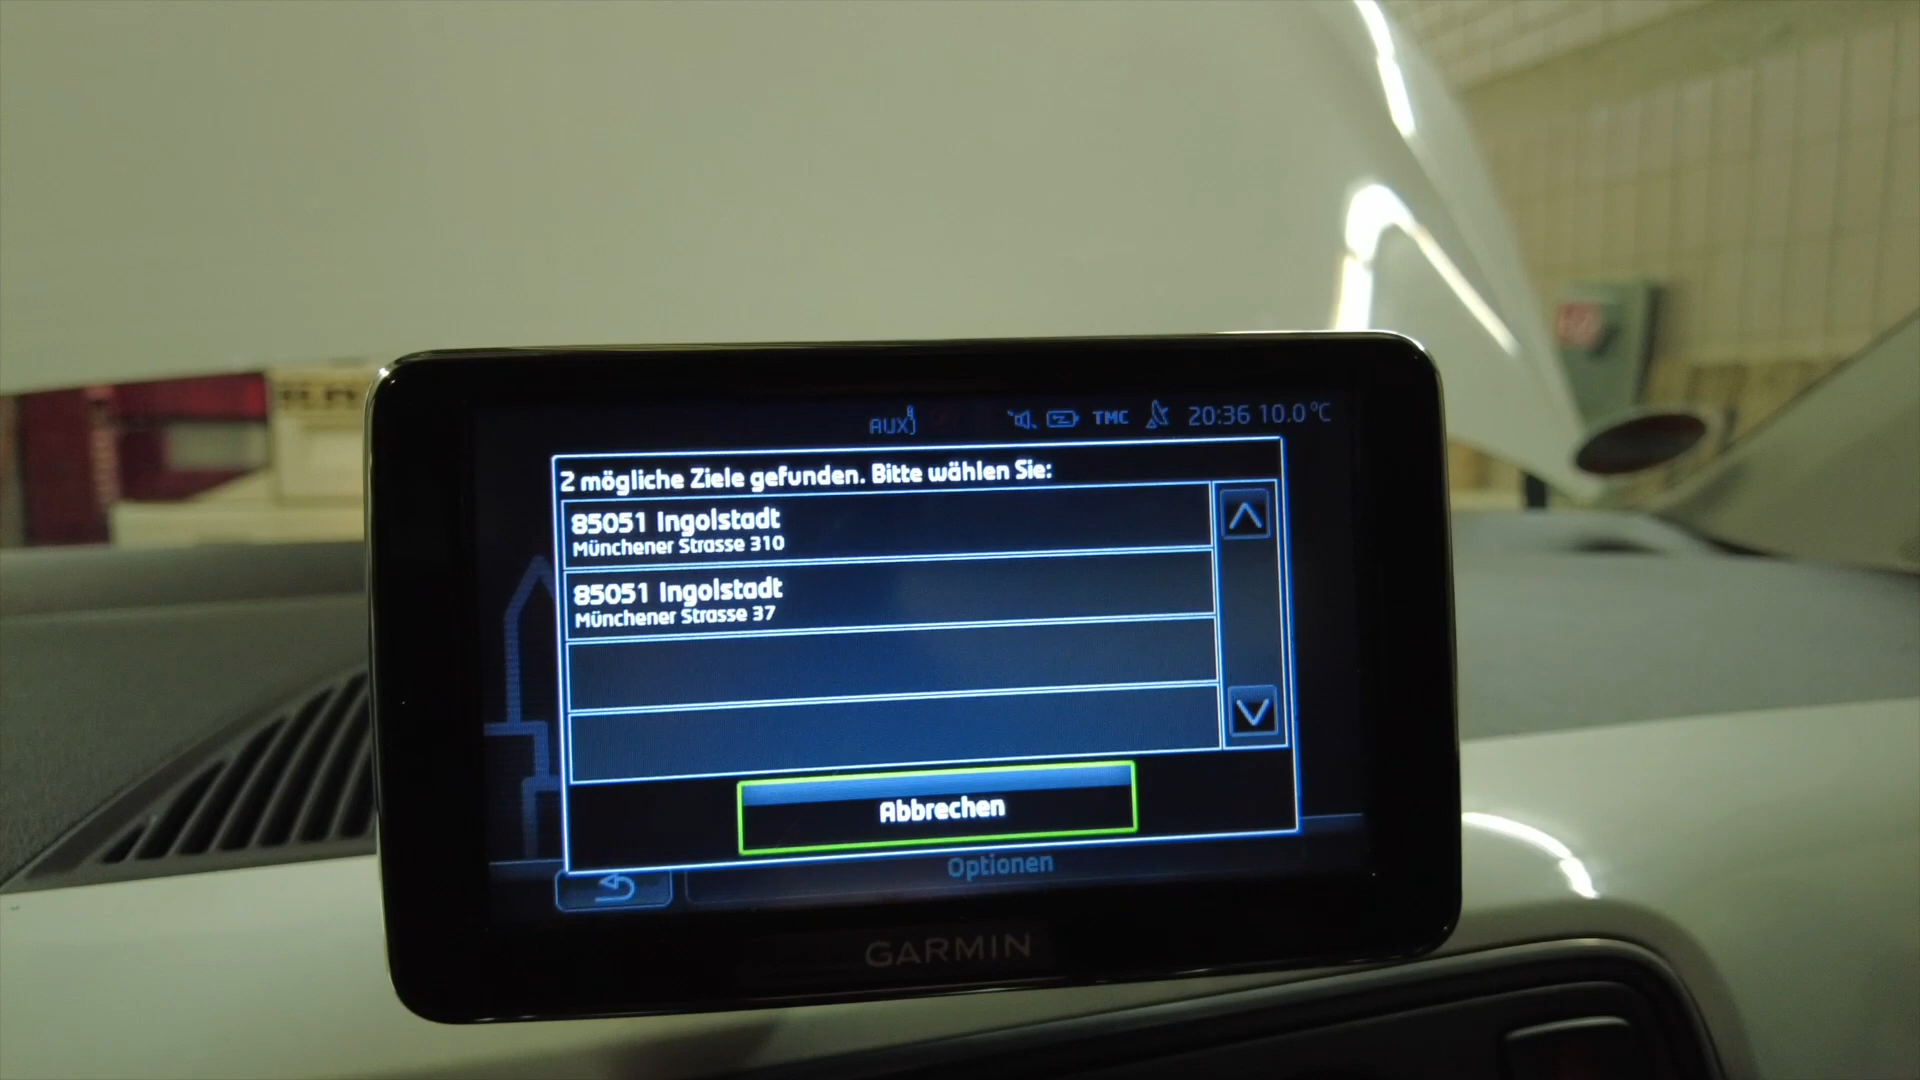 AUX
TMC 20:36 10.0 °C
2 mögliche Ziele gefunden. Bitte wählen Sie:
85051 Ingolstadt
Münchener Strasse 310
85051 Ingolstadt
Münchener Strasse 37
Abbrechen
Optionen
GARMIN